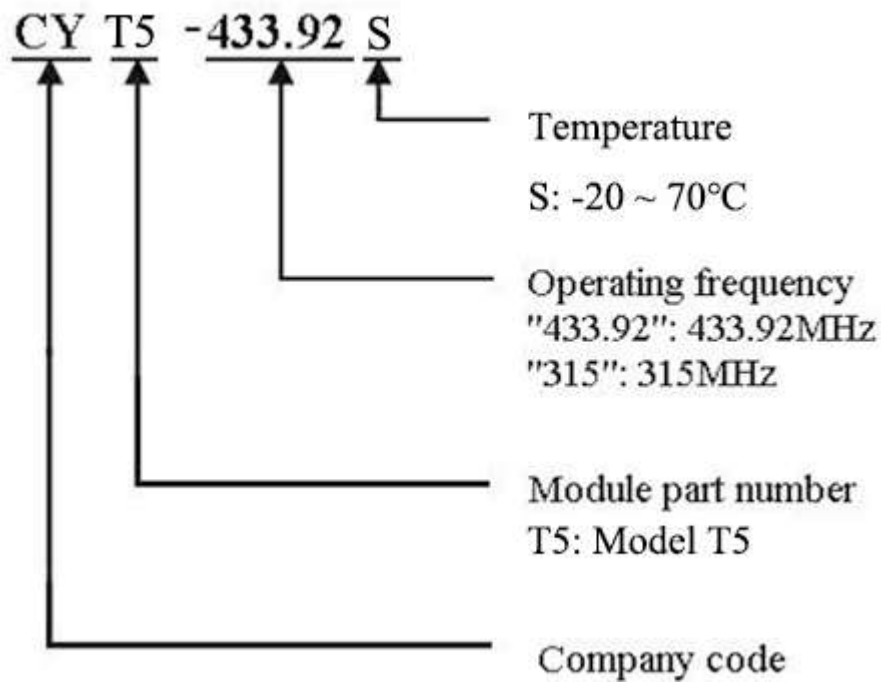 CY T5 -433.92 S
Temperature
S: -20 ~ 70°C
Operating frequency
"433.92": 433.92MHz
"315": 315MHz
Module part number
T5: Model T5
Company code